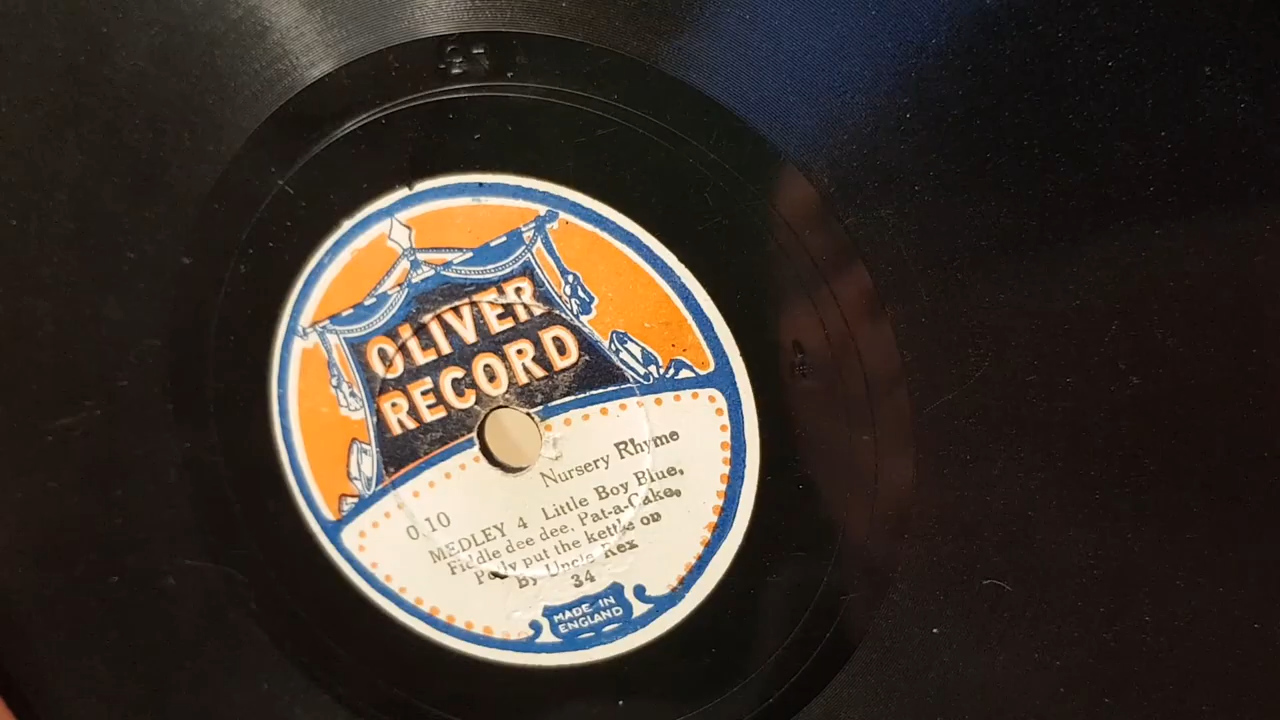 OLIVER
RECORD
Nursery Rhyme
O.10
MEDLEY 4 Little Boy Blue,
Fiddle dee dee, Pat-a-Cake,
Polly put the kettle on
By Uncle Rex
34
MADE IN
ENGLAND